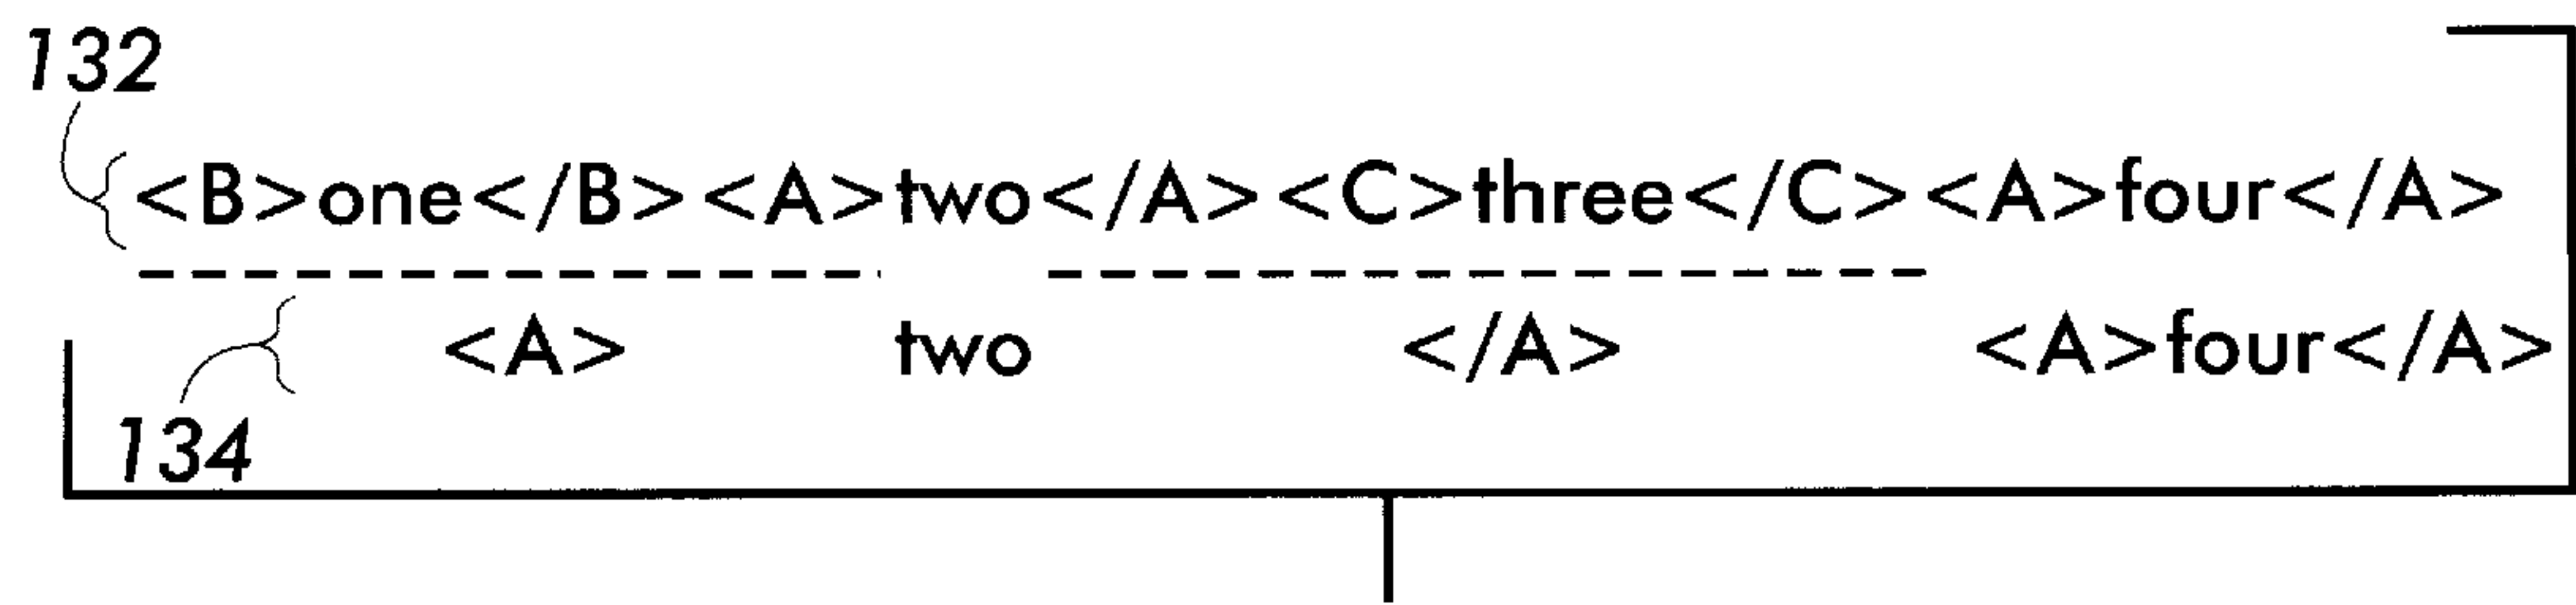 132
<B>one</B><A>two</A><C>three</C><A>four</A>
<A> two </A> <A>four</A>
134